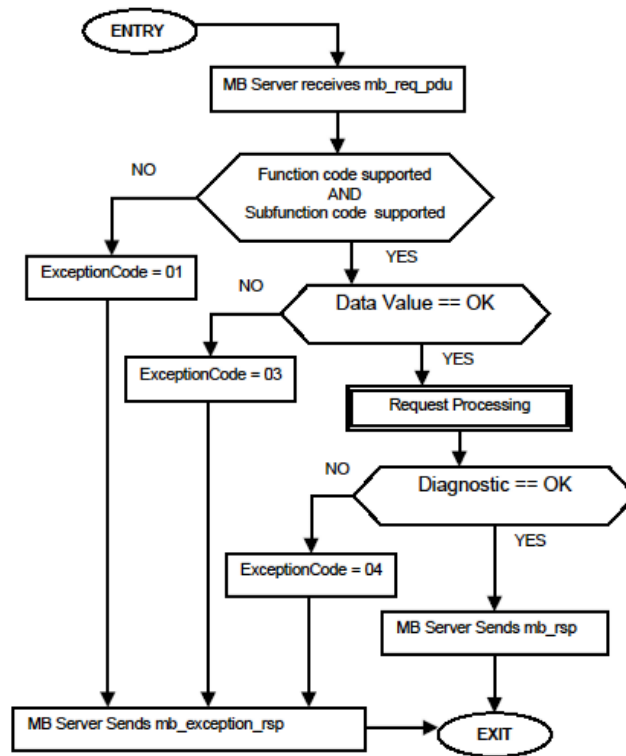 ENTRY
MB Server receives mb_req_pdu
NO
Function code supported
AND
Subfunction code supported
YES
ExceptionCode = 01
NO
Data Value == OK
YES
ExceptionCode = 03
Request Processing
NO
Diagnostic == OK
YES
ExceptionCode = 04
MB Server Sends mb_rsp
MB Server Sends mb_exception_rsp
EXIT